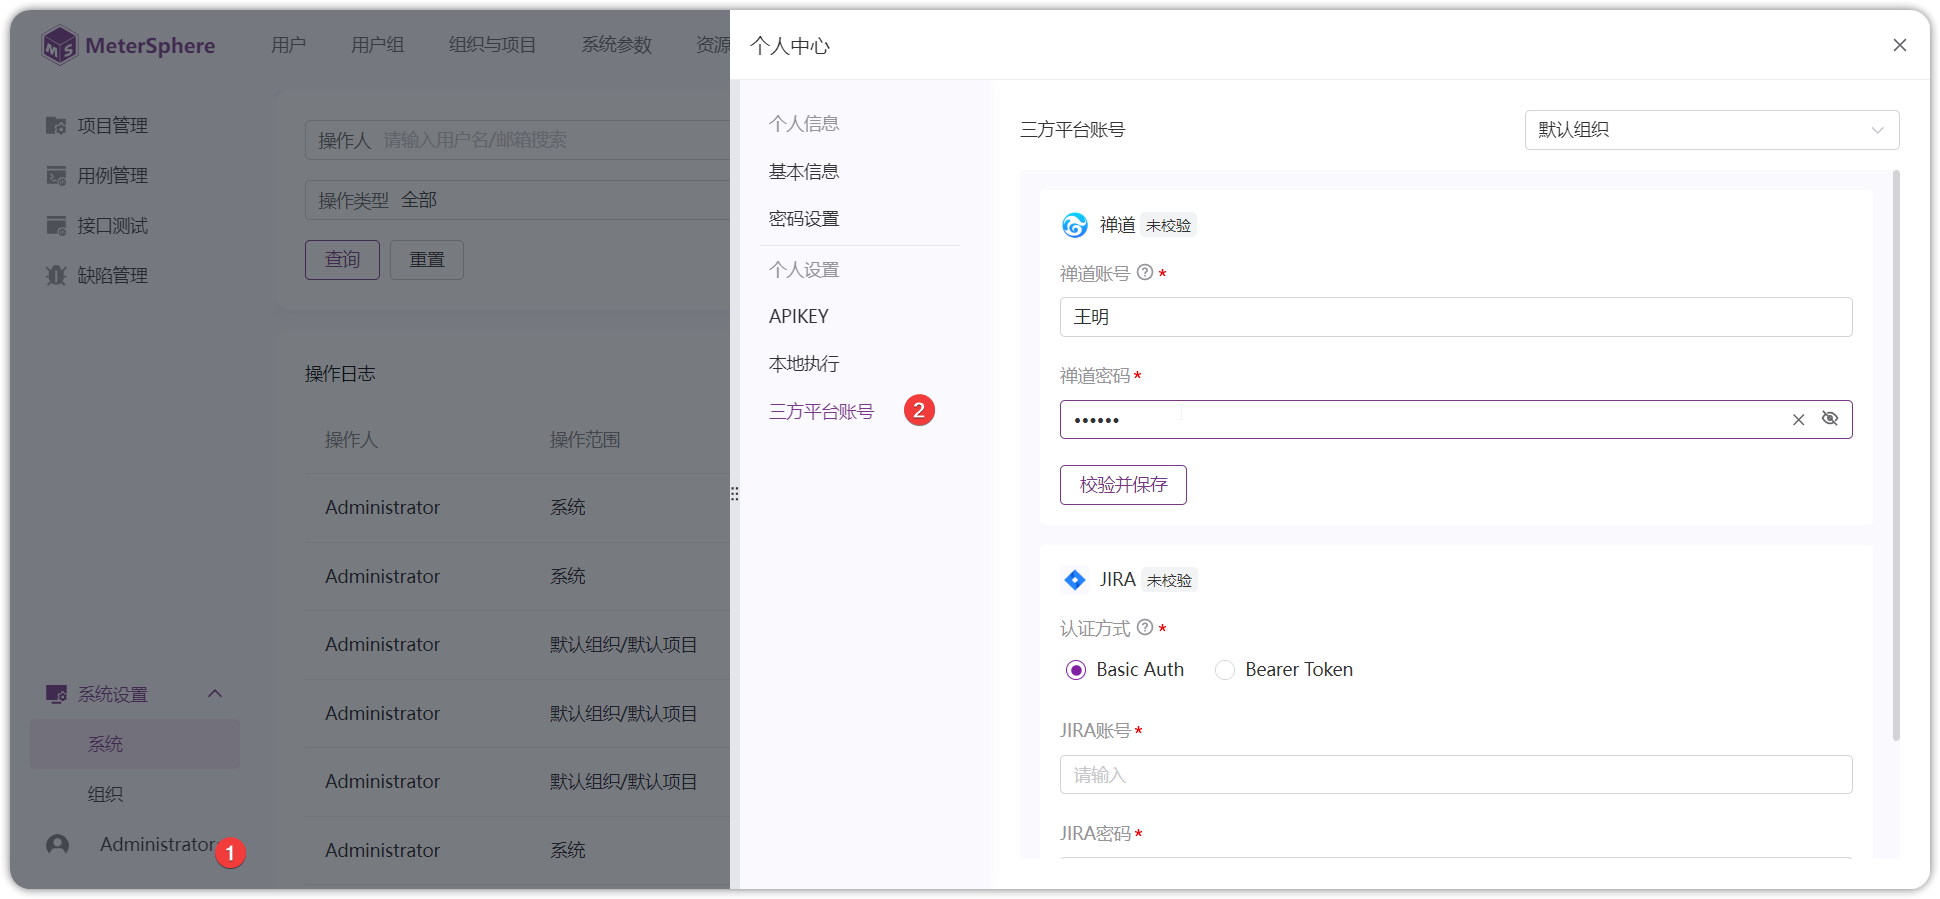 MeterSphere
用户
用户组
组织与项目
系统参数
资源
项目管理
用例管理
接口测试
缺陷管理
系统设置
系统
组织
Administrator
1
操作人 请输入用户名/邮箱搜索
操作类型 全部
查询 重置
操作日志
操作人 操作范围
Administrator 系统
Administrator 系统
Administrator 默认组织/默认项目
Administrator 默认组织/默认项目
Administrator 默认组织/默认项目
Administrator 系统
个人中心
个人信息
基本信息
密码设置
个人设置
APIKEY
本地执行
三方平台账号 2
三方平台账号 默认组织
禅道 未校验
禅道账号 *
王明
禅道密码 *
••••••
校验并保存
JIRA 未校验
认证方式 *
Basic Auth Bearer Token
JIRA账号 *
请输入
JIRA密码 *